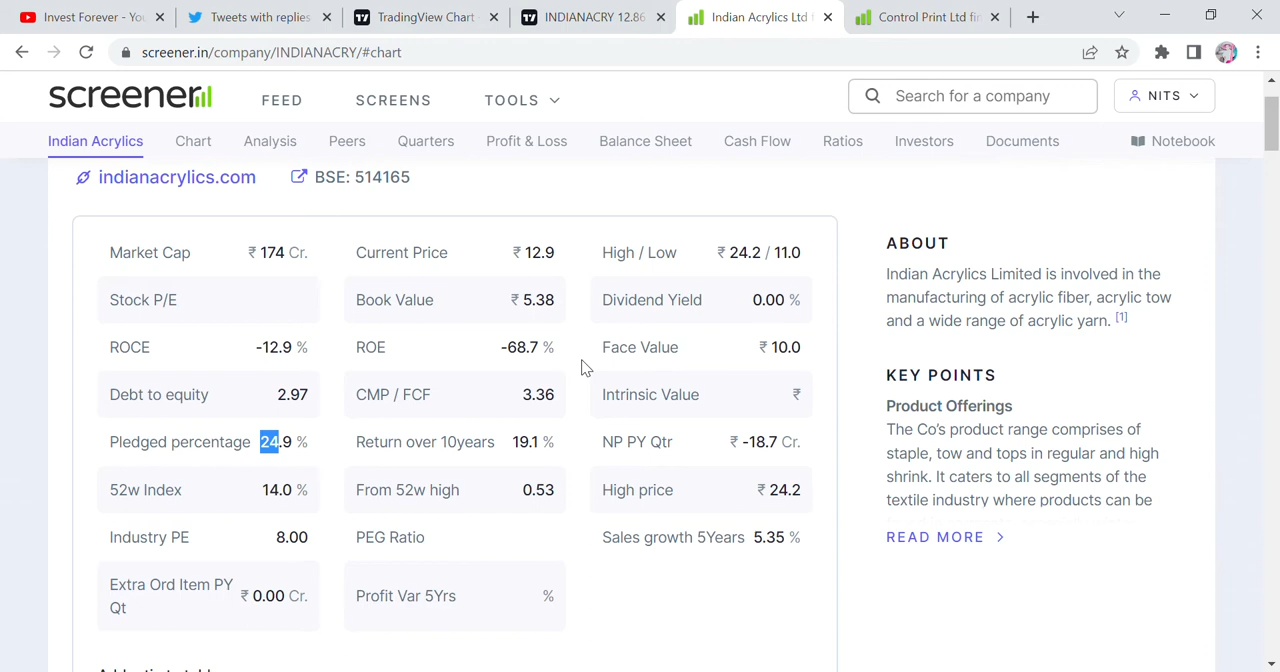 Invest Forever - Yo
Tweets with replies
TradingView Chart
INDIANACRY 12.86
Indian Acrylics Ltd f
Control Print Ltd fin
screener.in/company/INDIANACRY/#chart
screener
FEED
SCREENS
TOOLS
Search for a company
NITS
Indian Acrylics
Chart
Analysis
Peers
Quarters
Profit & Loss
Balance Sheet
Cash Flow
Ratios
Investors
Documents
Notebook
indianacrylics.com
BSE: 514165
Market Cap ₹ 174 Cr.
Current Price ₹ 12.9
High / Low ₹ 24.2 / 11.0
Stock P/E
Book Value ₹ 5.38
Dividend Yield 0.00 %
ROCE -12.9 %
ROE -68.7 %
Face Value ₹ 10.0
Debt to equity 2.97
CMP / FCF 3.36
Intrinsic Value ₹
Pledged percentage 24.9 %
Return over 10years 19.1 %
NP PY Qtr ₹ -18.7 Cr.
52w Index 14.0 %
From 52w high 0.53
High price ₹ 24.2
Industry PE 8.00
PEG Ratio
Sales growth 5Years 5.35 %
Extra Ord Item PY
Qt ₹ 0.00 Cr.
Profit Var 5Yrs %
ABOUT
Indian Acrylics Limited is involved in the
manufacturing of acrylic fiber, acrylic tow
and a wide range of acrylic yarn. [1]
KEY POINTS
Product Offerings
The Co's product range comprises of
staple, tow and tops in regular and high
shrink. It caters to all segments of the
textile industry where products can be
READ MORE